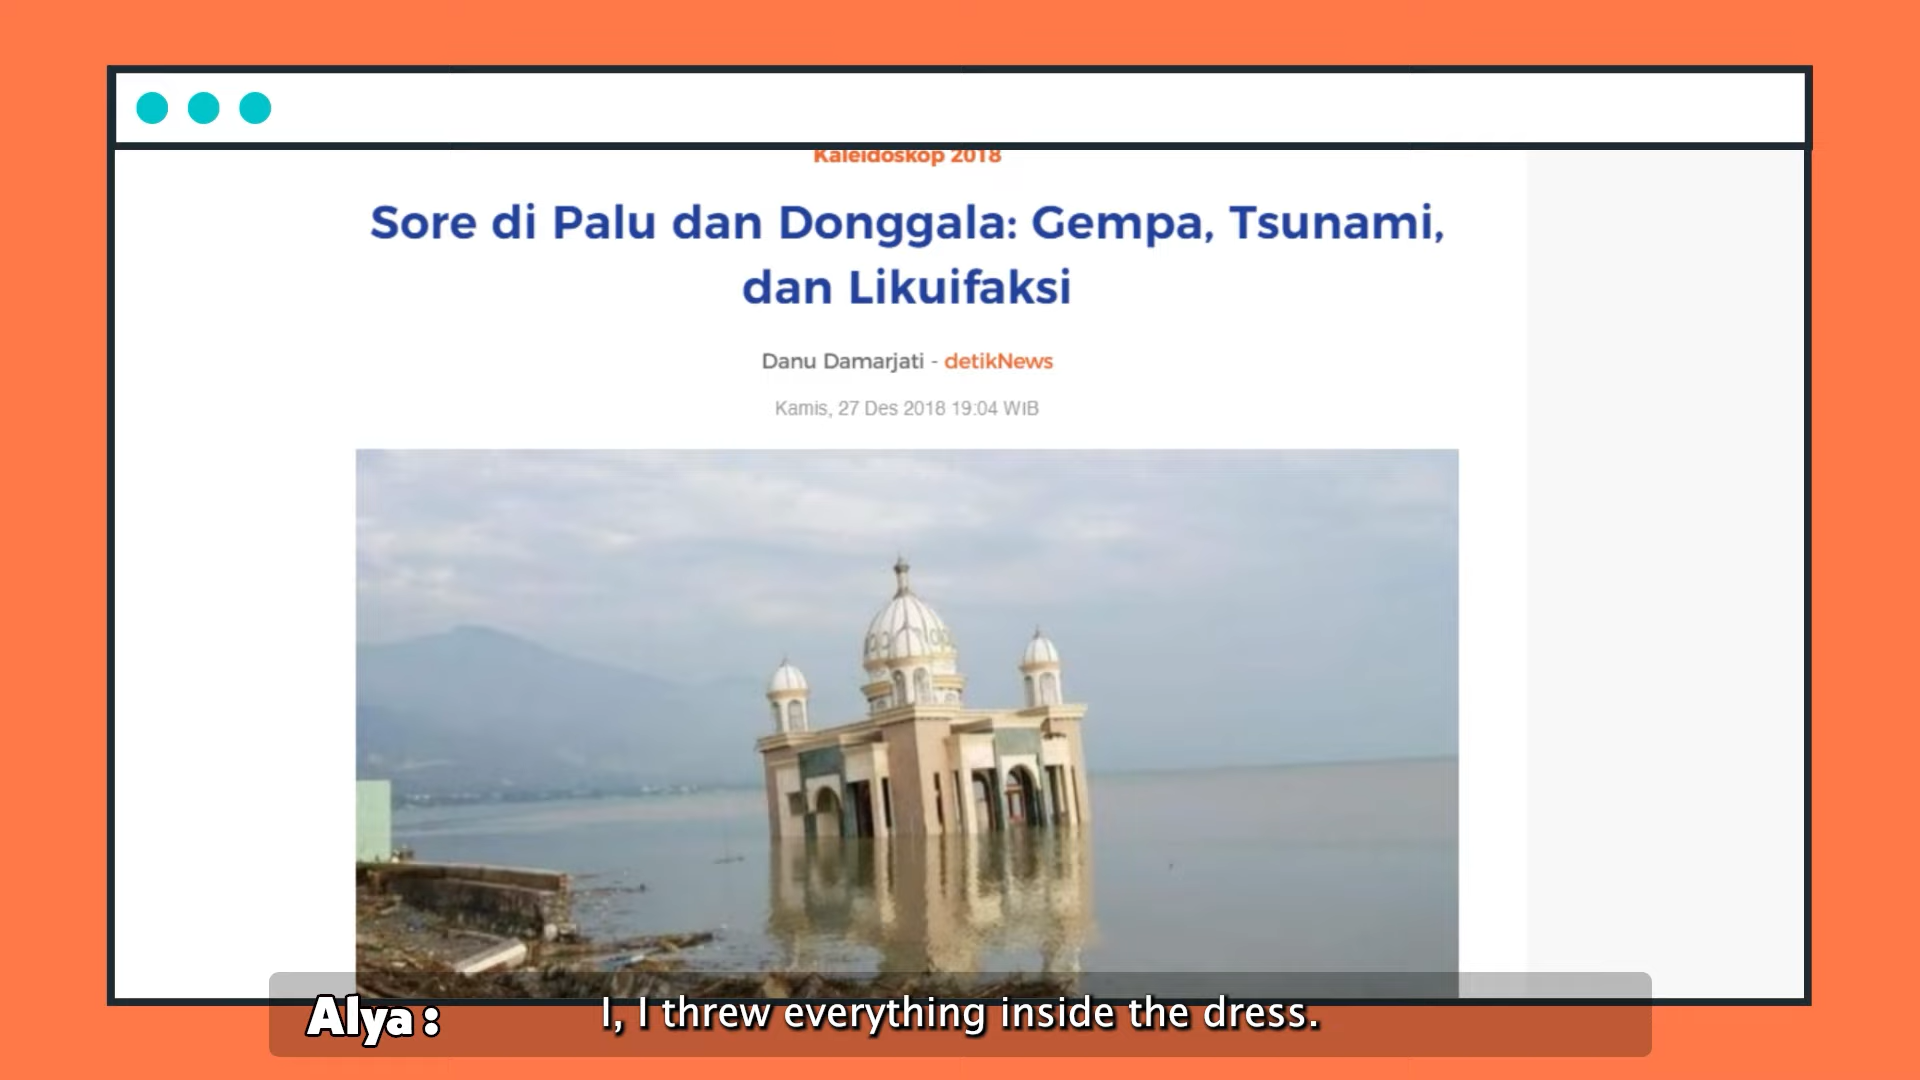 Kaleidoskop 2018
Sore di Palu dan Donggala: Gempa, Tsunami,
dan Likuifaksi
Danu Damarjati - detikNews
Kamis, 27 Des 2018 19:04 WIB
Alya: I, I threw everything inside the dress.